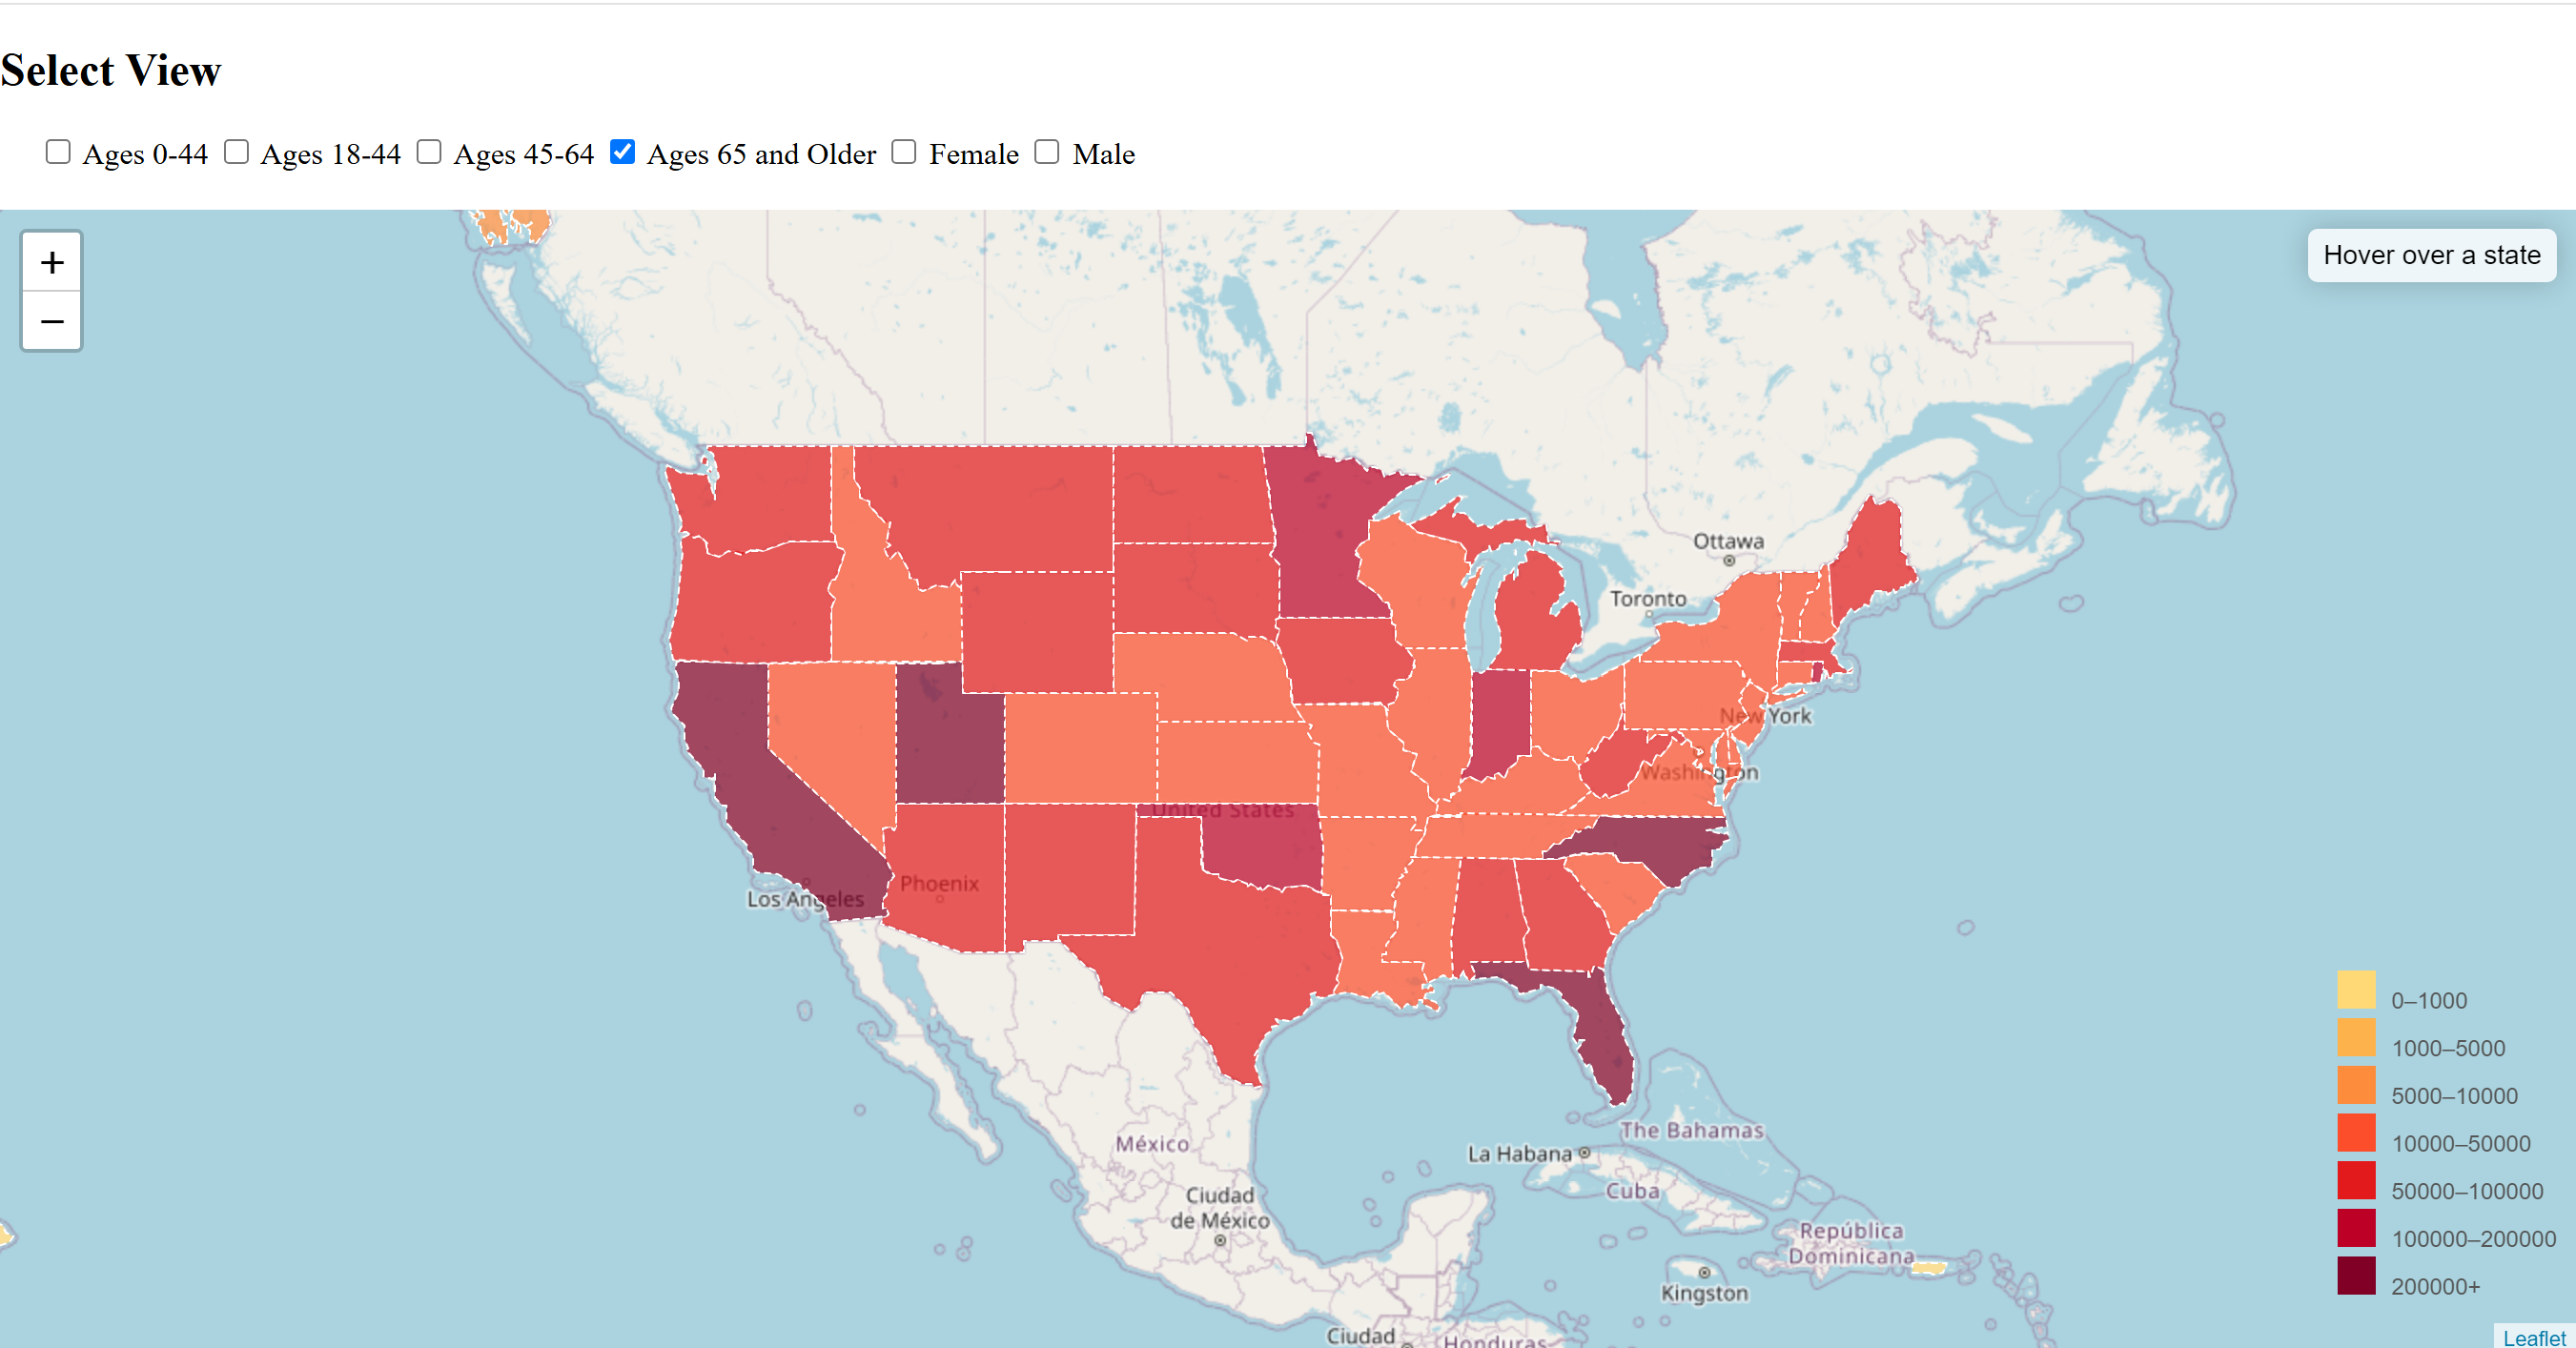 Select View
Ages 0-44 Ages 18-44 Ages 45-64 Ages 65 and Older Female Male
+
−
Hover over a state
Ottawa
Toronto
New York
Washington
United States
Phoenix
Los Angeles
0–1000
1000–5000
5000–10000
10000–50000
50000–100000
100000–200000
200000+
México
The Bahamas
La Habana
Cuba
Ciudad
de México
República
Dominicana
Kingston
Ciudad
Honduras
Leaflet